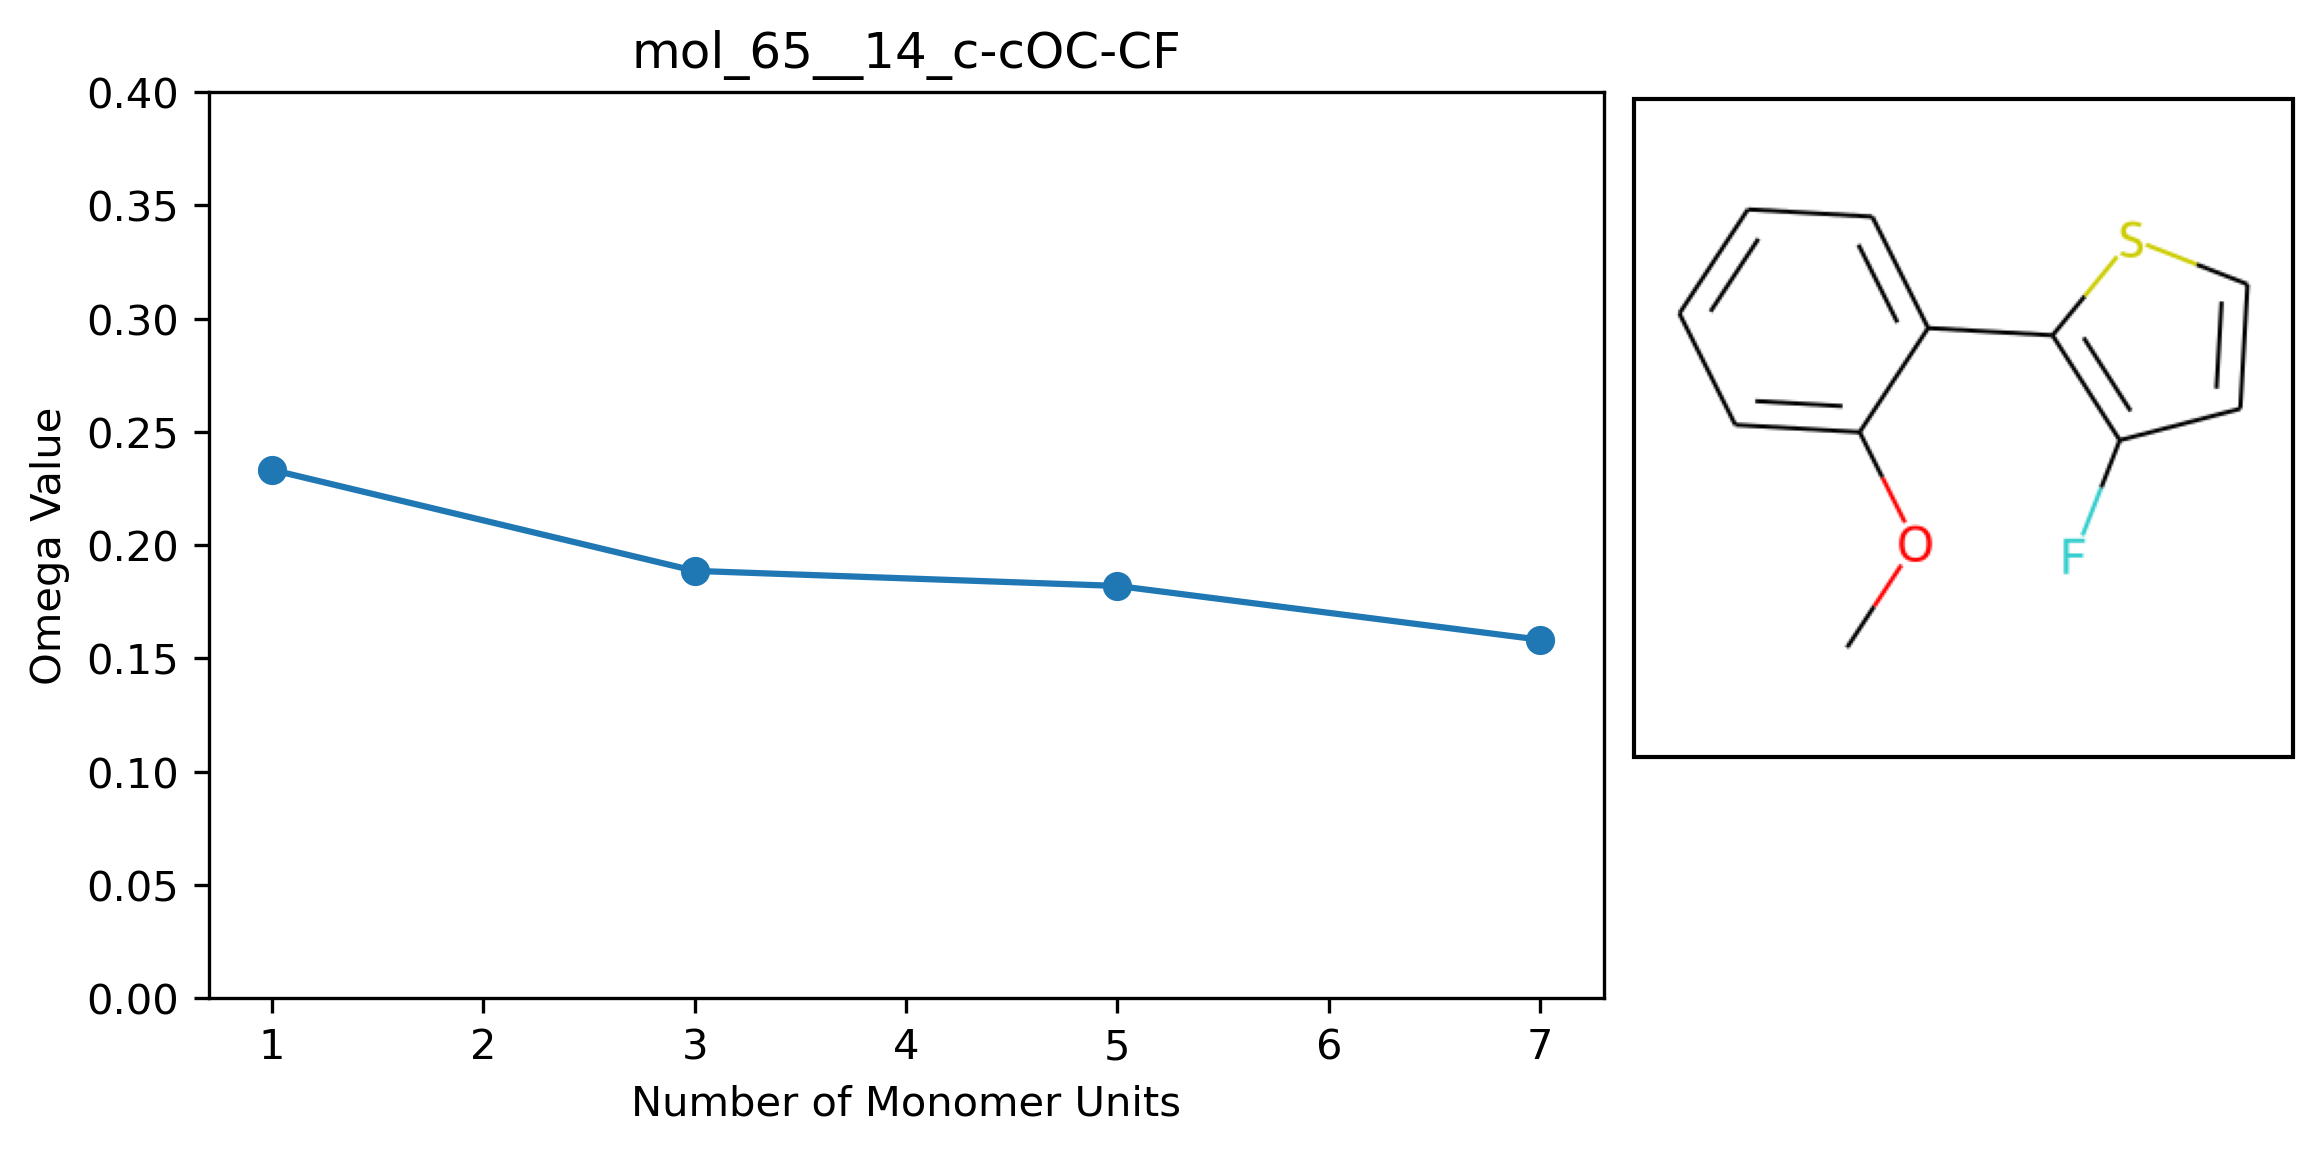 mol_65__14_c-cOC-CF
0.40
0.35
0.30
0.25
0.20
0.15
0.10
0.05
0.00
Omega Value
1 2 3 4 5 6 7
Number of Monomer Units
S
O
F